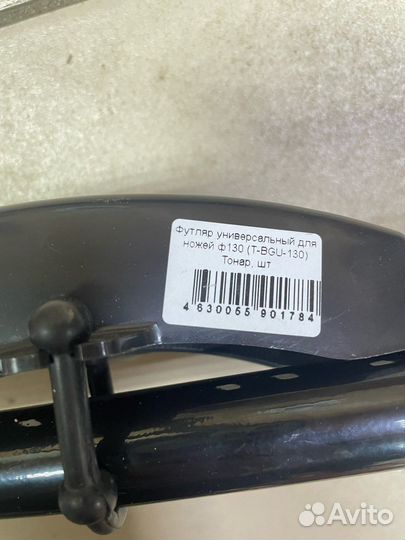 Футляр универсальный для
ножей ф130 (T-BGU-130)
Тонар, шт
4 630055 901784
Avito